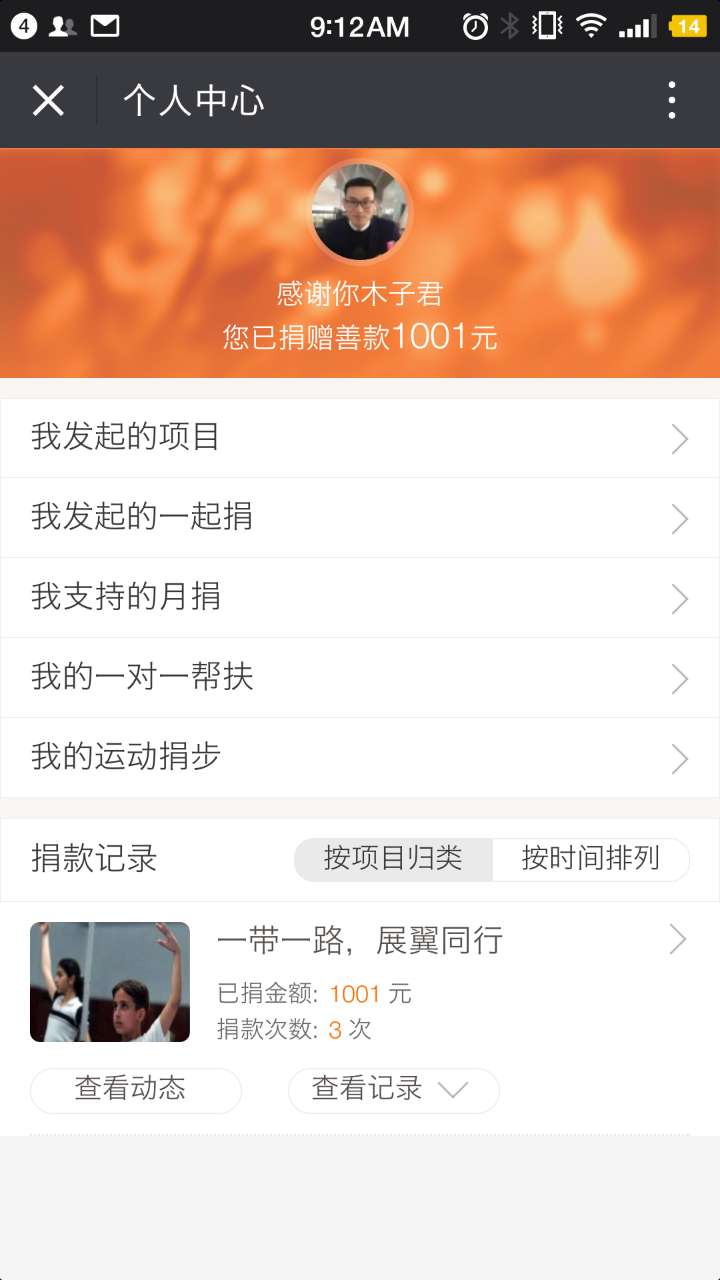 4
9:12AM
14
个人中心
感谢你木子君
您已捐赠善款1001元
我发起的项目
我发起的一起捐
我支持的月捐
我的一对一帮扶
我的运动捐步
捐款记录
按项目归类
按时间排列
一带一路，展翼同行
已捐金额: 1001 元
捐款次数: 3 次
查看动态
查看记录